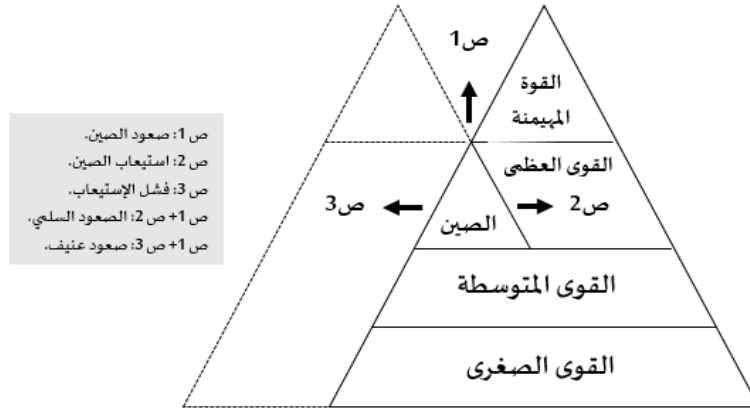 ص1
القوة
المهيمنة
القوى العظمى
ص2
ص3
الصين
القوى المتوسطة
القوى الصغرى
ص 1: صعود الصين.
ص 2: استيعاب الصين.
ص 3: فشل الإستيعاب.
ص 1+ ص 2: الصعود السلمي.
ص 1+ ص 3: صعود عنيف.